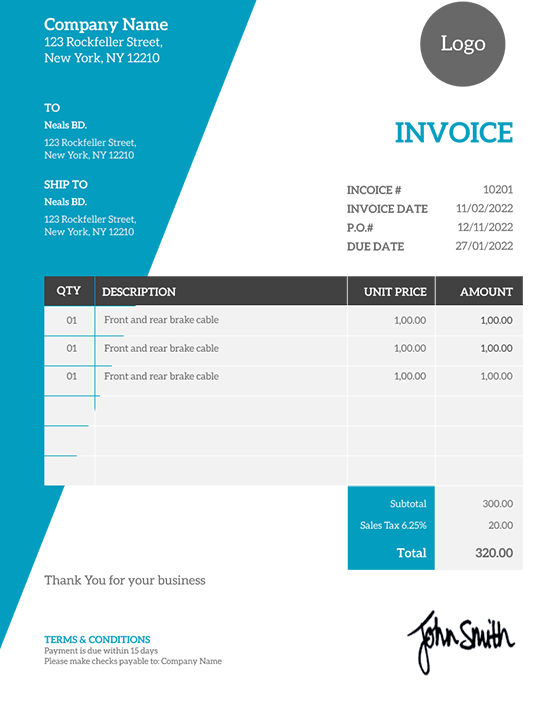 Company Name
123 Rockfeller Street,
New York, NY 12210
Logo
TO
Neals BD.
123 Rockefeller Street,
New York, NY 12210
INVOICE
SHIP TO
Neals BD.
123 Rockefeller Street,
New York, NY 12210
INCOICE # 10201
INVOICE DATE 11/02/2022
P.O.# 12/11/2022
DUE DATE 27/01/2022
QTY DESCRIPTION UNIT PRICE AMOUNT
01 Front and rear brake cable 1,00.00 1,00.00
01 Front and rear brake cable 1,00.00 1,00.00
01 Front and rear brake cable 1,00.00 1,00.00
Subtotal 300.00
Sales Tax 6.25% 20.00
Total 320.00
Thank You for your business
John Smith
TERMS & CONDITIONS
Payment is due within 15 days
Please make checks payable to: Company Name